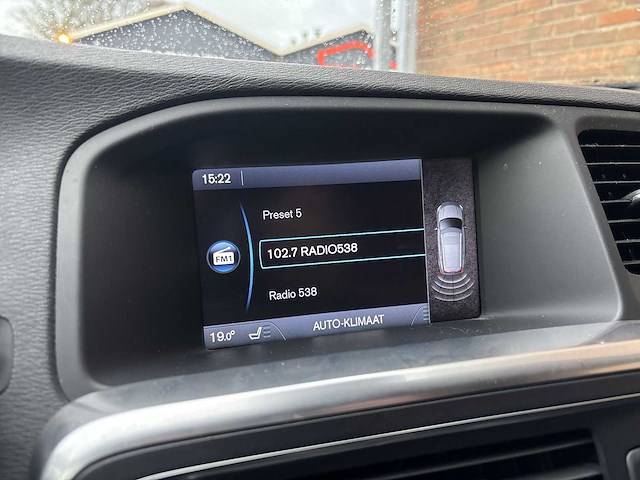 15:22
Preset 5
FM1
102.7 RADIO538
Radio 538
19.0°
AUTO-KLIMAAT